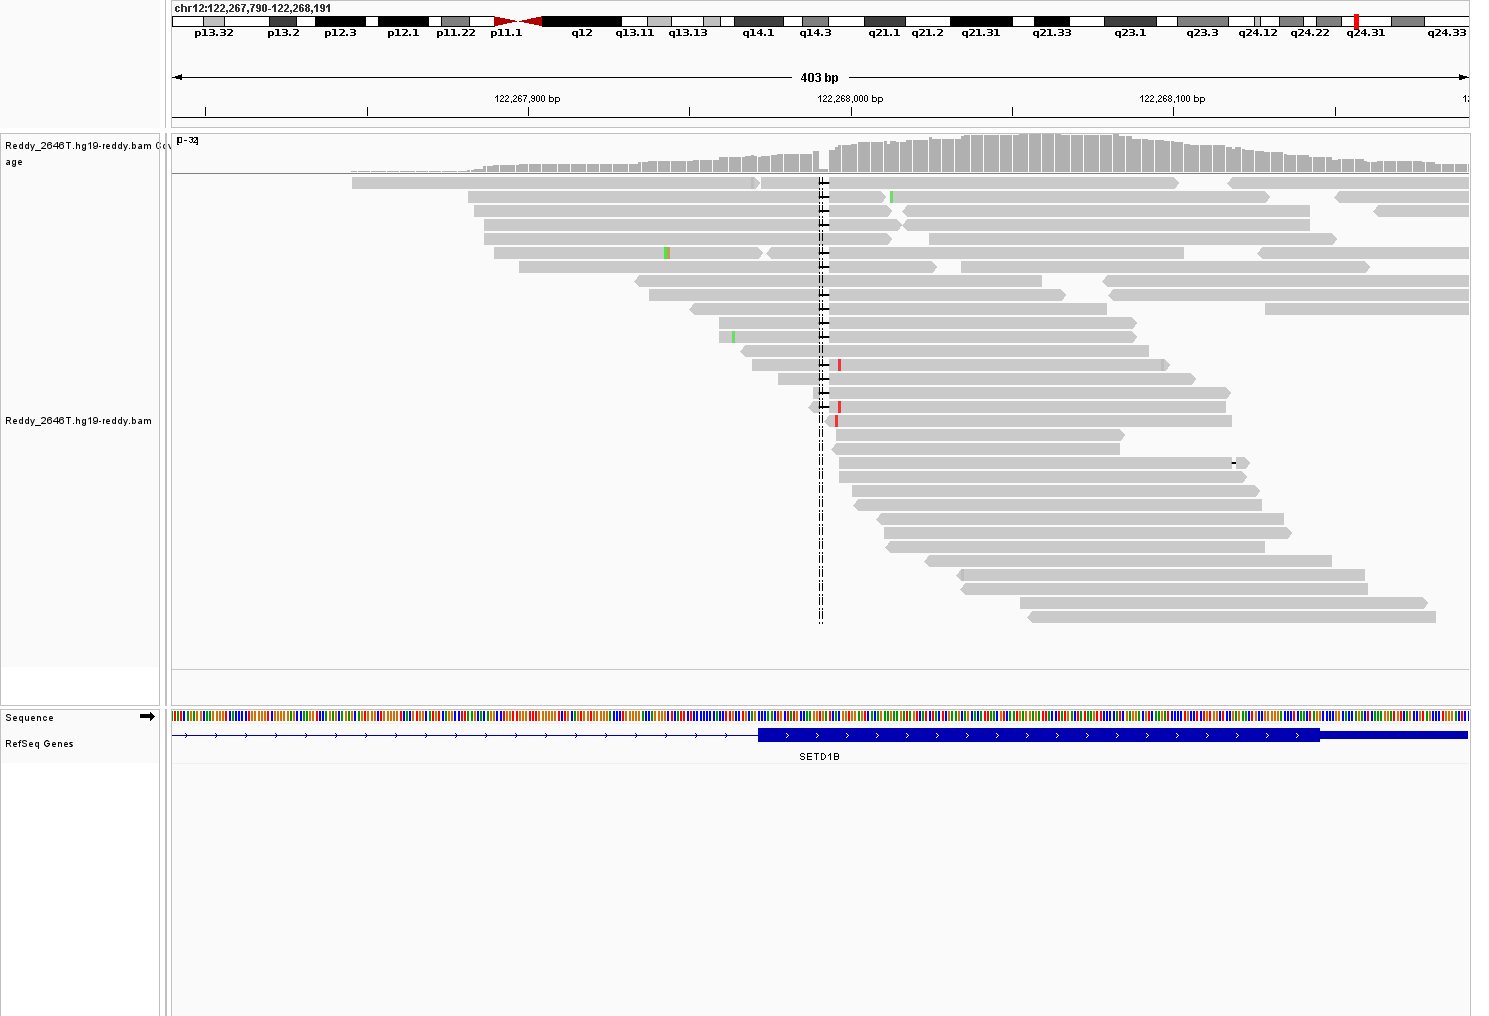 chr12:122,267,790-122,268,191
p13.32 p13.2 p12.3 p12.1 p11.22 p11.1 q12 q13.11 q13.13 q14.1 q14.3 q21.1 q21.2 q21.31 q21.33 q23.1 q23.3 q24.12 q24.22 q24.31 q24.33
403 bp
122,267,900 bp 122,268,000 bp 122,268,100 bp 12
[0-32]
Reddy_2646T.hg19-reddy.bam Cov
age
Reddy_2646T.hg19-reddy.bam
Sequence
RefSeq Genes
SETD1B